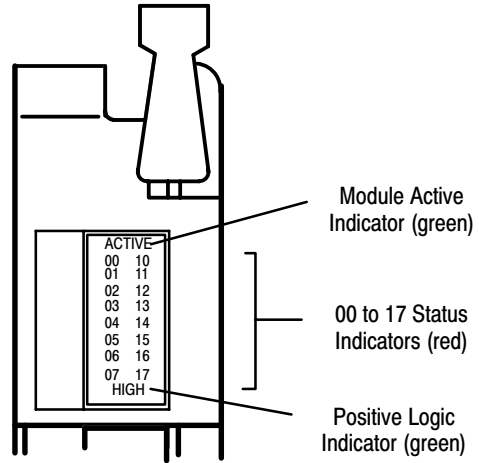 ACTIVE
00 10
01 11
02 12
03 13
04 14
05 15
06 16
07 17
HIGH
Module Active
Indicator (green)
00 to 17 Status
Indicators (red)
Positive Logic
Indicator (green)